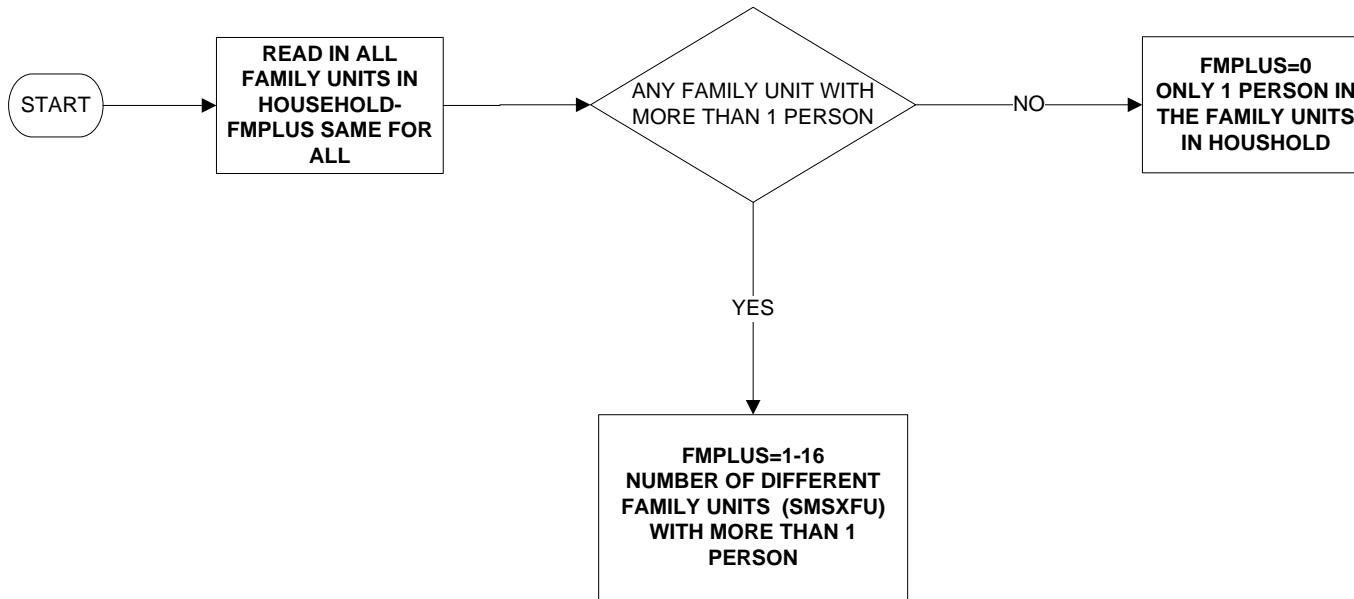 START
READ IN ALL
FAMILY UNITS IN
HOUSEHOLD-
FMPLUS SAME FOR
ALL
ANY FAMILY UNIT WITH
MORE THAN 1 PERSON
NO
FMPLUS=0
ONLY 1 PERSON IN
THE FAMILY UNITS
IN HOUSHOLD
YES
FMPLUS=1-16
NUMBER OF DIFFERENT
FAMILY UNITS (SMSXFU)
WITH MORE THAN 1
PERSON